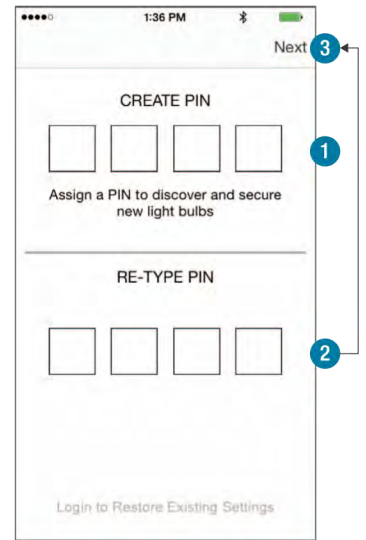 1:36 PM
Next 3
CREATE PIN
1
Assign a PIN to discover and secure
new light bulbs
RE-TYPE PIN
2
Login to Restore Existing Settings